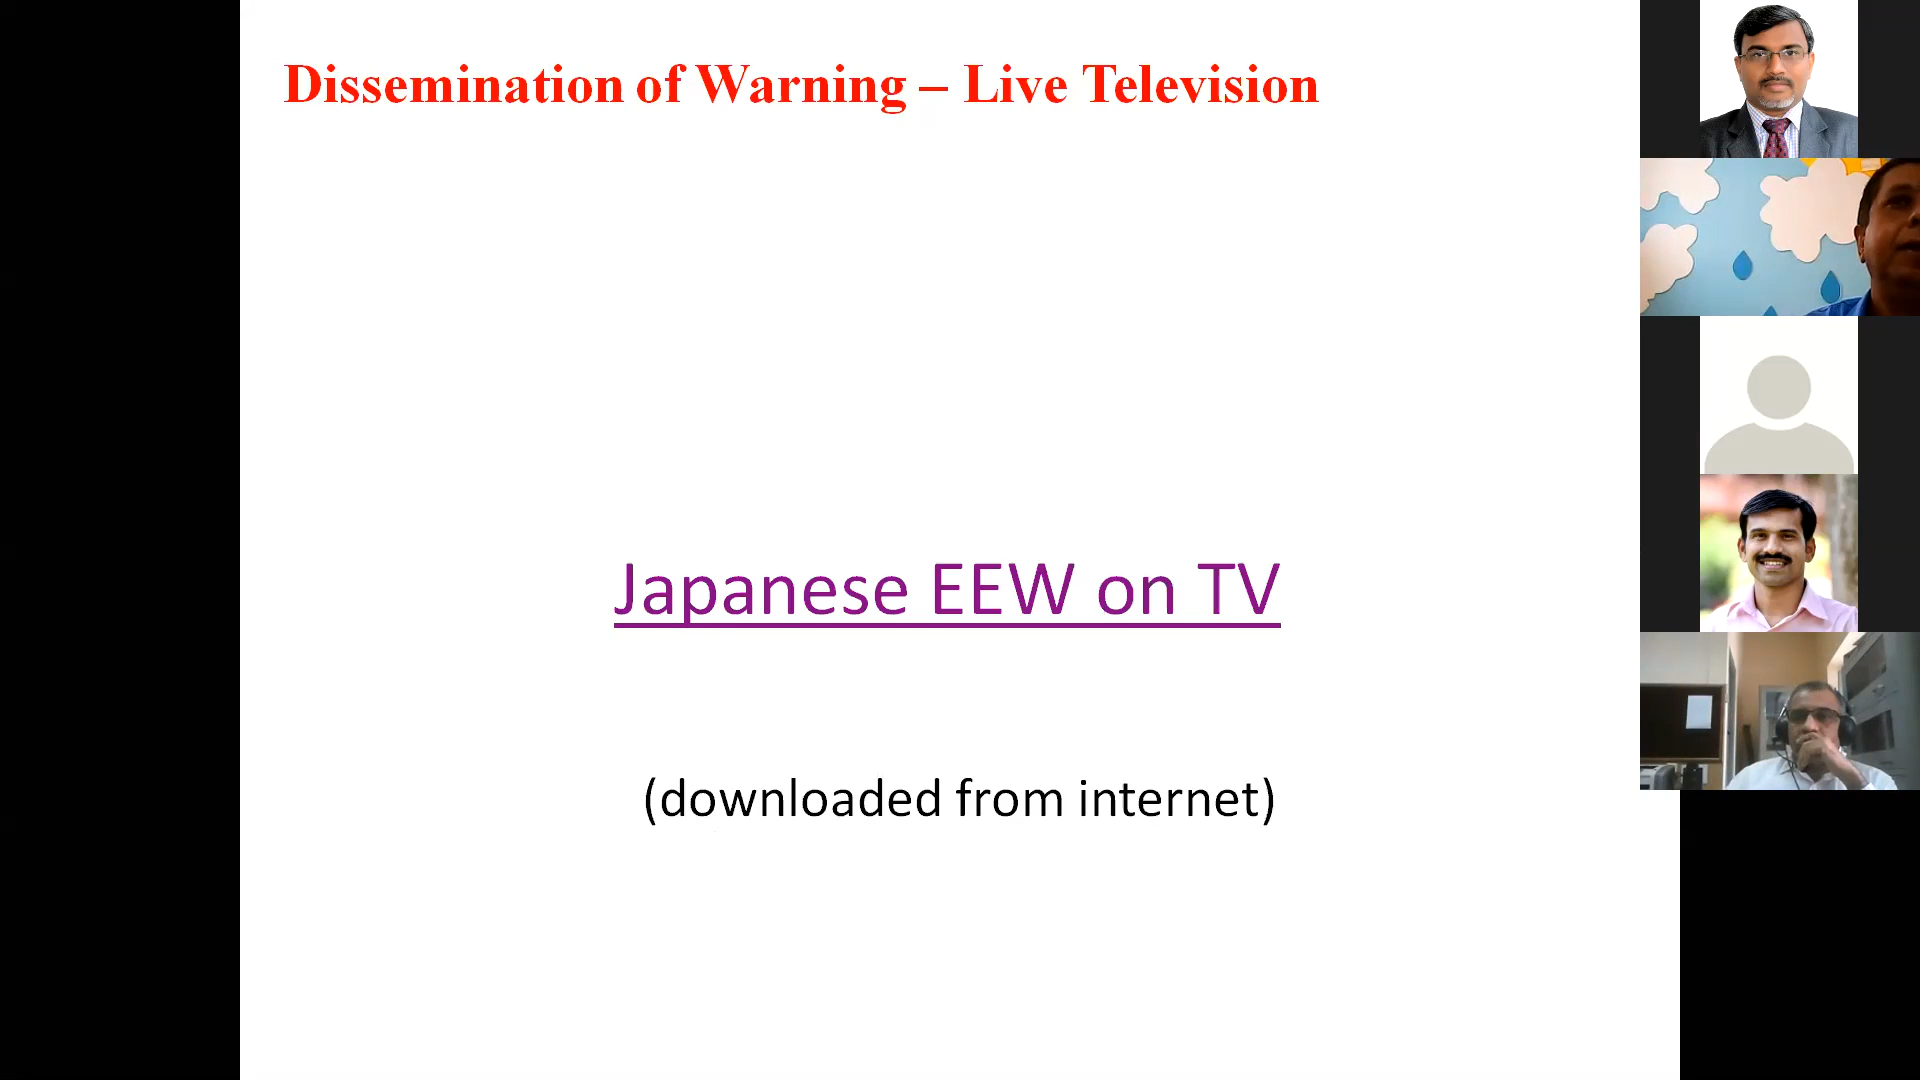 Dissemination of Warning – Live Television
Japanese EEW on TV
(downloaded from internet)